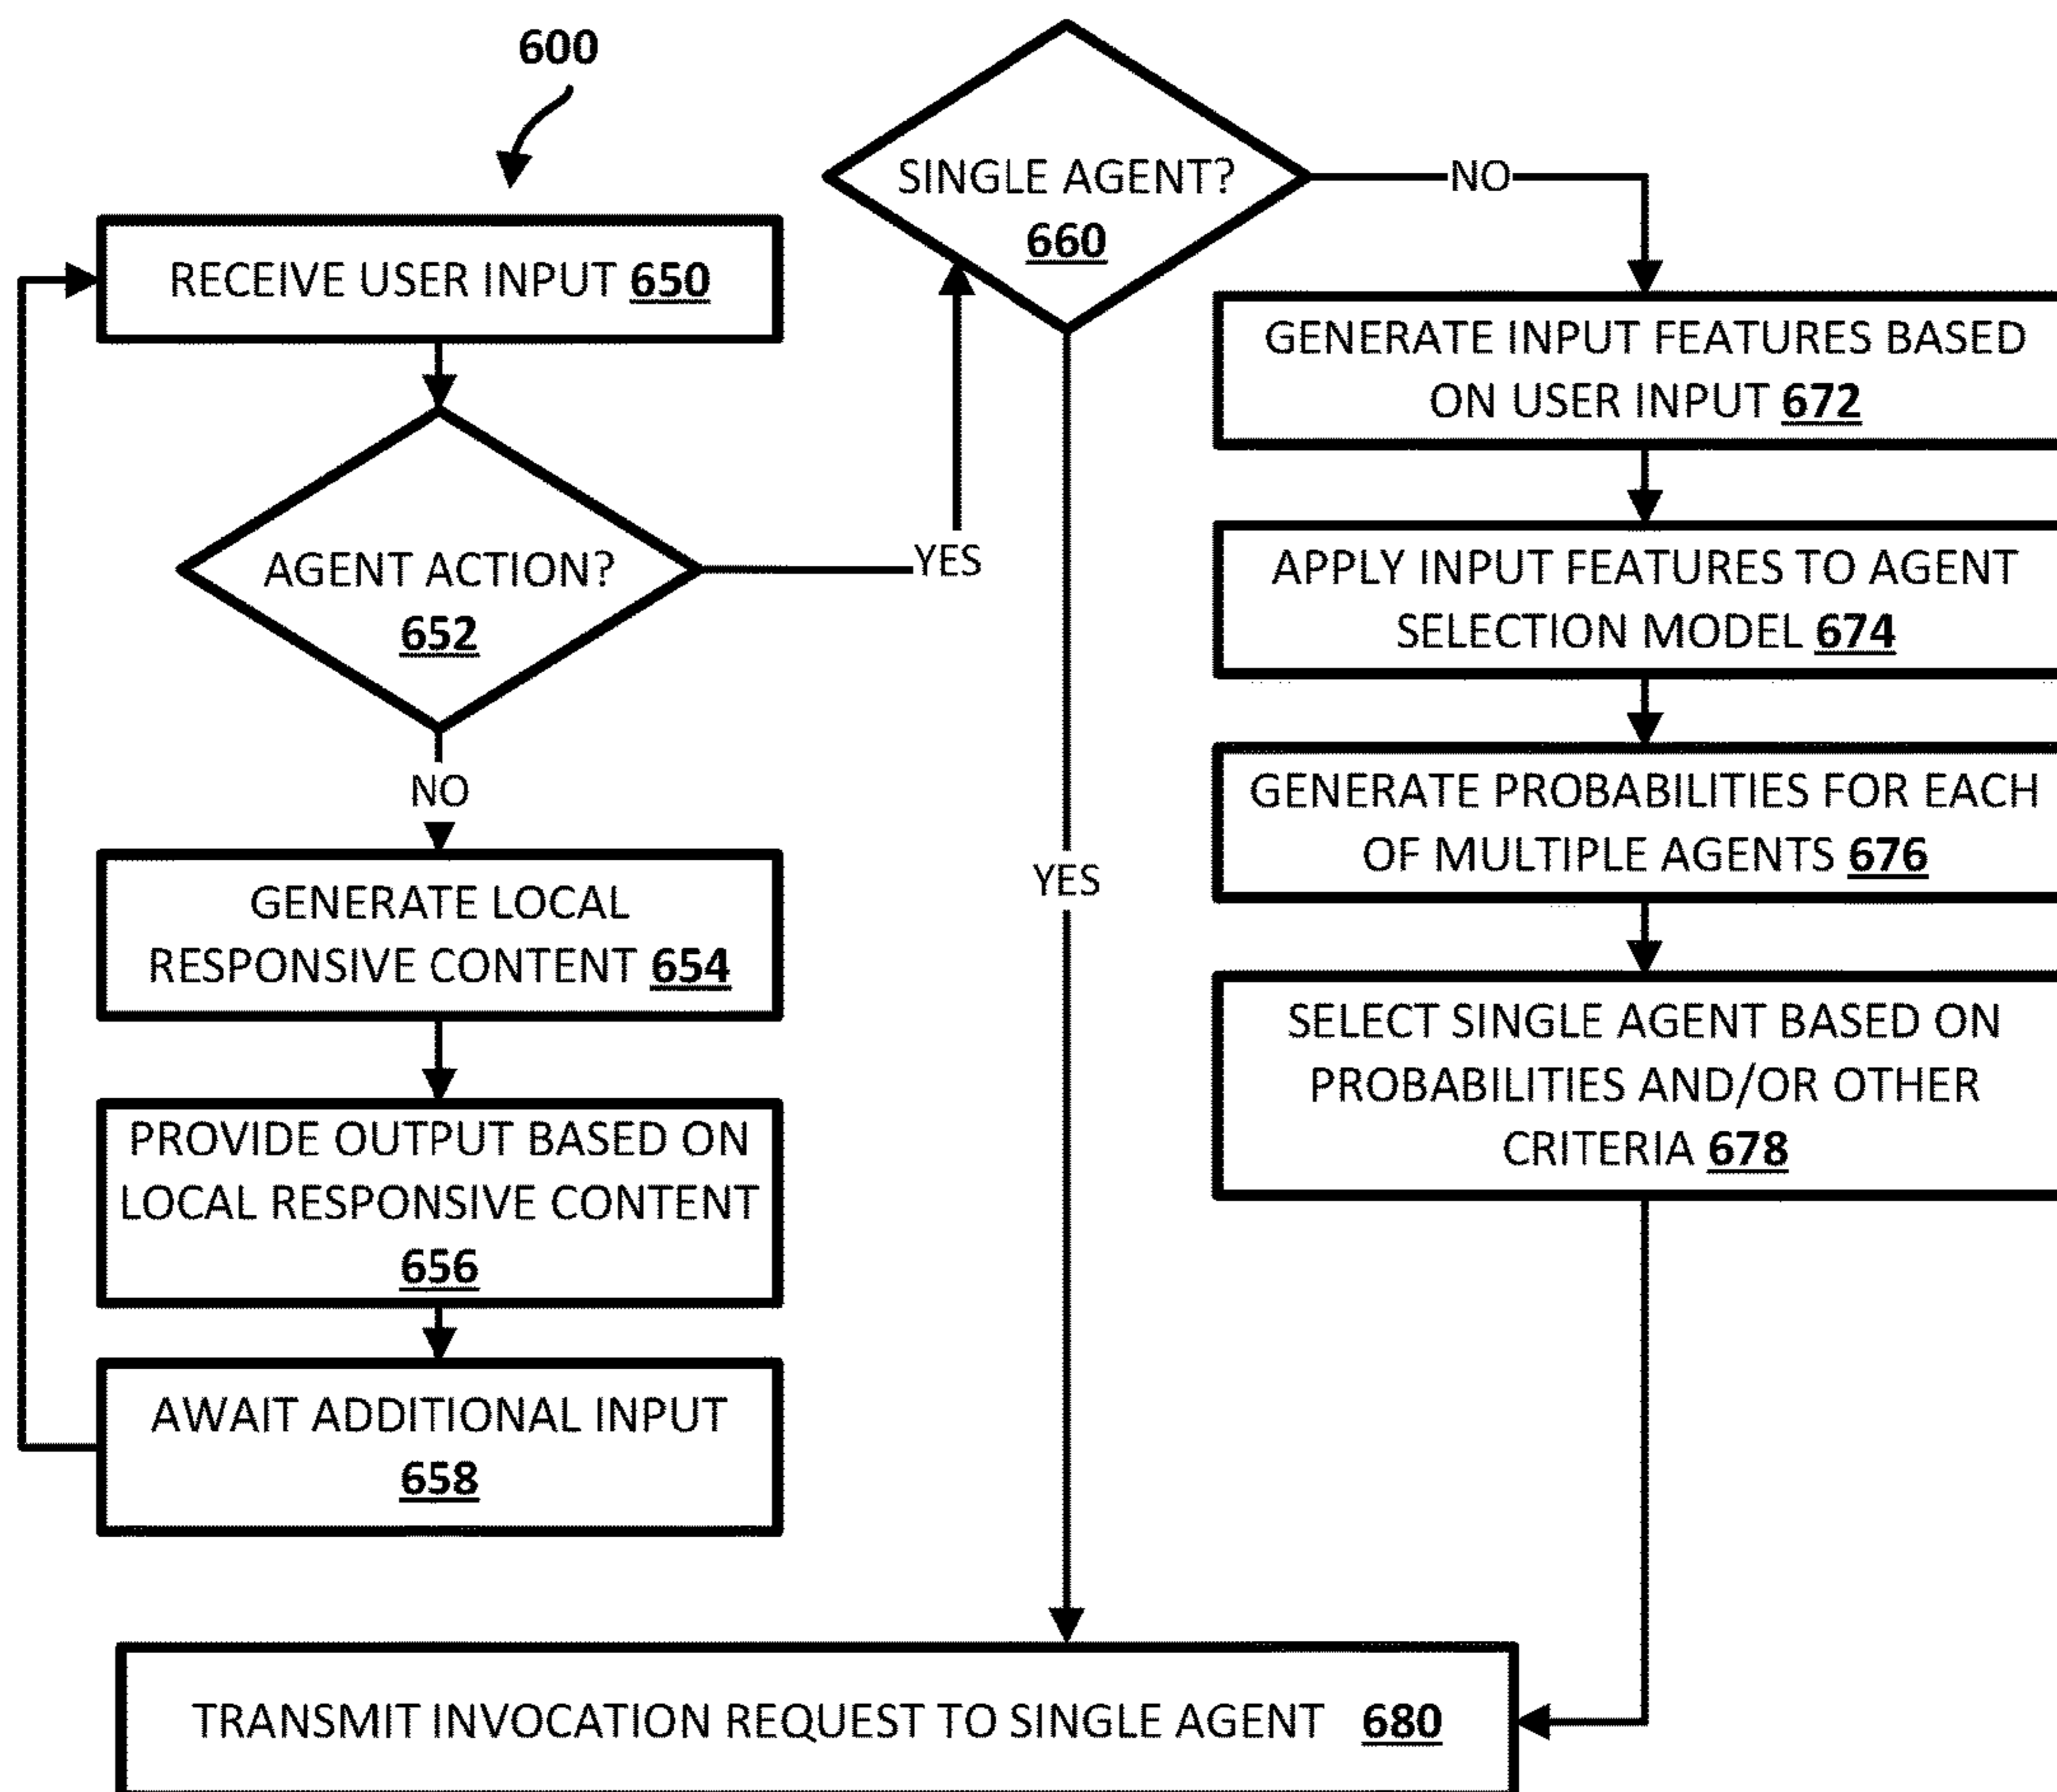 600
RECEIVE USER INPUT 650
AGENT ACTION?
652
YES
NO
GENERATE LOCAL
RESPONSIVE CONTENT 654
PROVIDE OUTPUT BASED ON
LOCAL RESPONSIVE CONTENT
656
AWAIT ADDITIONAL INPUT
658
SINGLE AGENT?
660
NO
YES
GENERATE INPUT FEATURES BASED
ON USER INPUT 672
APPLY INPUT FEATURES TO AGENT
SELECTION MODEL 674
GENERATE PROBABILITIES FOR EACH
OF MULTIPLE AGENTS 676
SELECT SINGLE AGENT BASED ON
PROBABILITIES AND/OR OTHER
CRITERIA 678
TRANSMIT INVOCATION REQUEST TO SINGLE AGENT 680